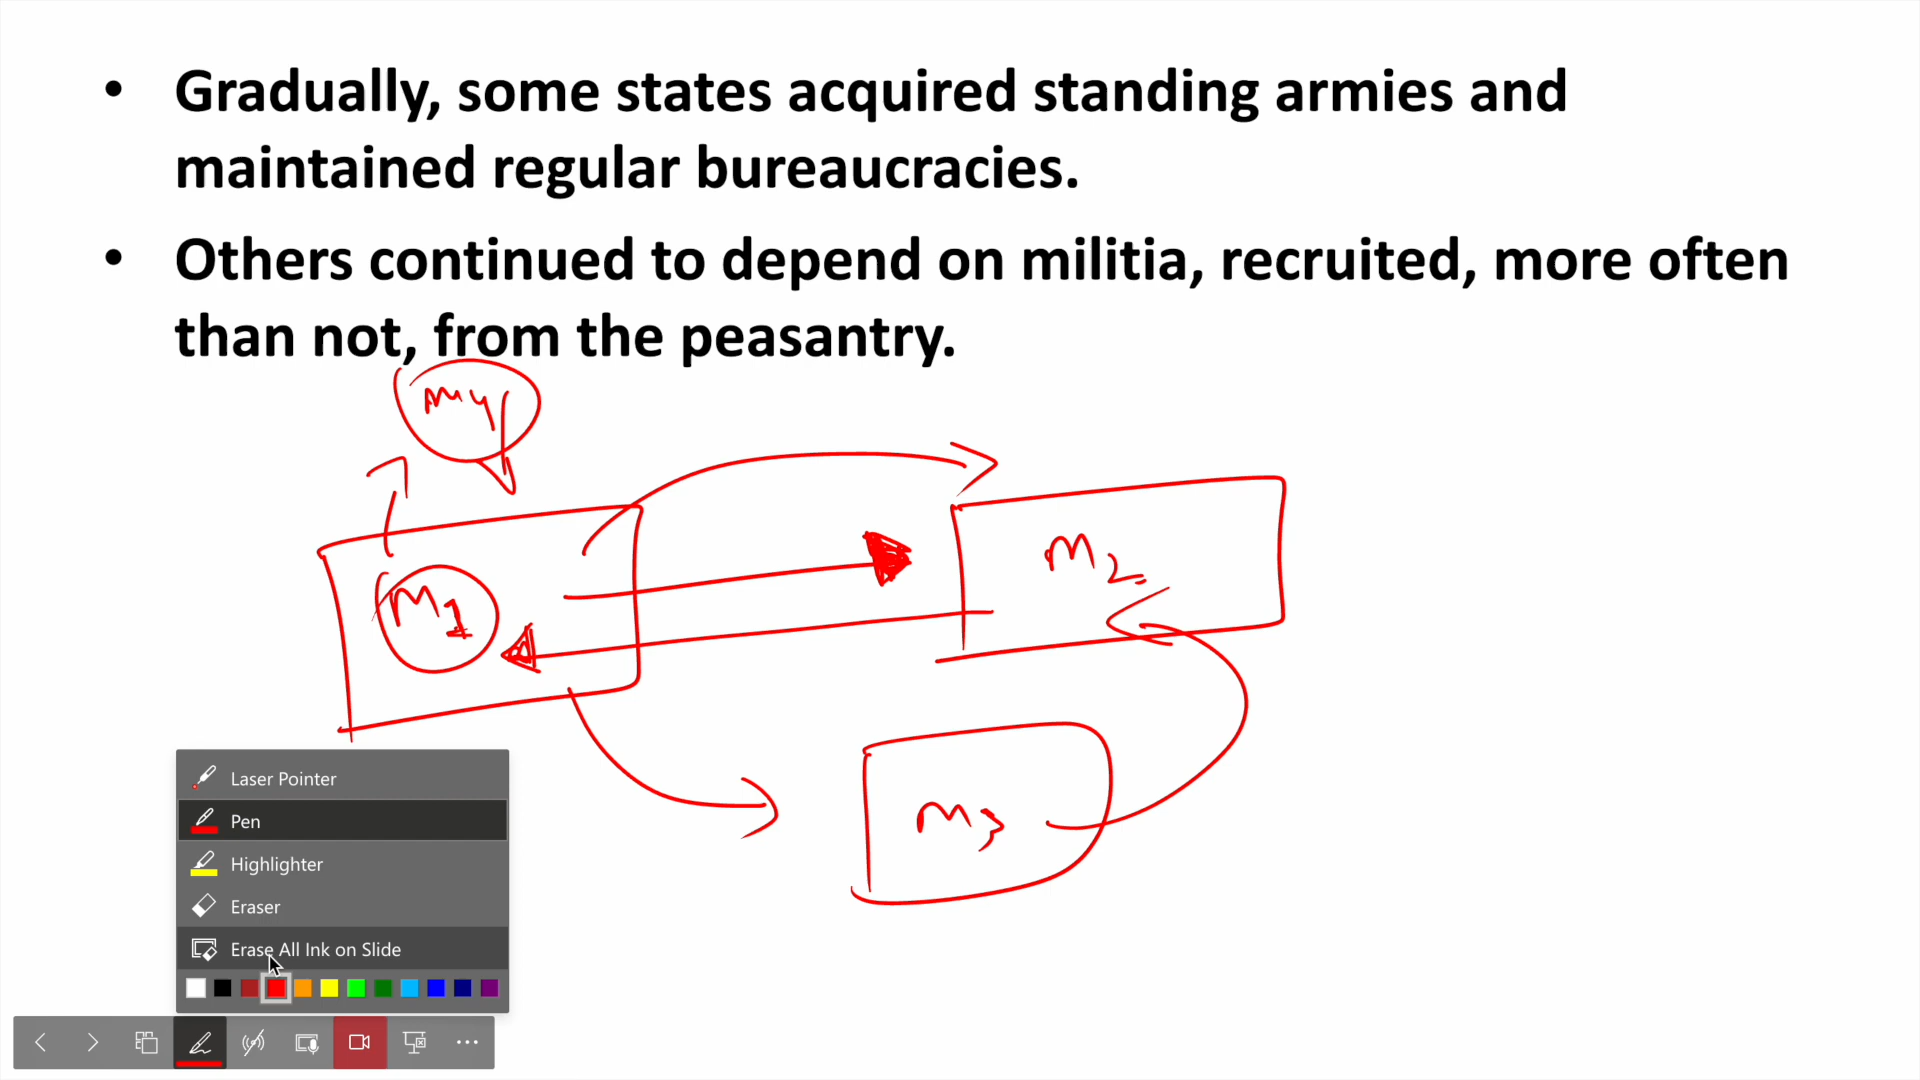 • Gradually, some states acquired standing armies and
maintained regular bureaucracies.
• Others continued to depend on militia, recruited, more often
than not, from the peasantry.
M4
M1
M2
M3
Laser Pointer
Pen
Highlighter
Eraser
Erase All Ink on Slide